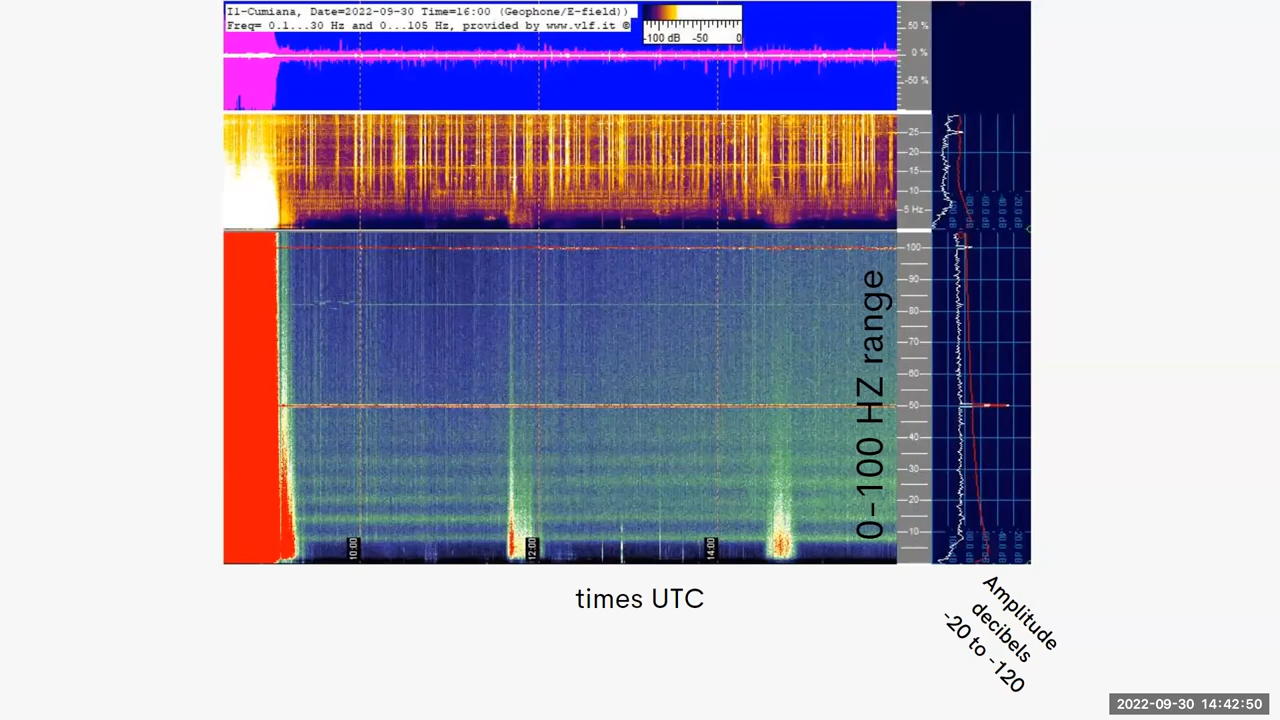 I1-Cumiana, Date=2022-09-30 Time=16:00 (Geophone/E-field))
Freq= 0.1...30 Hz and 0...105 Hz, provided by www.vlf.it ©
-100 dB -50 0
50 %
0 %
-50 %
25
20
15
10
5 Hz
100
90
80
70
60
50
40
30
20
10
0-100 HZ range
10:00
12:00
14:00
times UTC
Amplitude
decibels
-20 to -120
2022-09-30 14:42:50